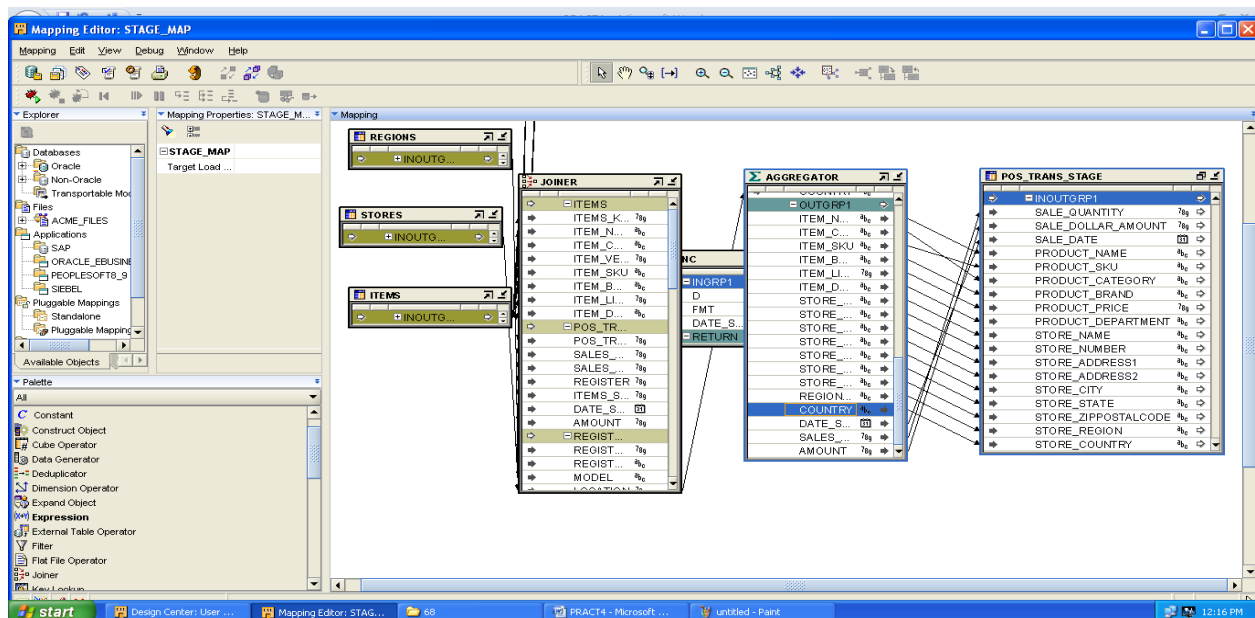 Mapping Editor: STAGE_MAP
Mapping Edit View Debug Window Help
Explorer
Databases
Oracle
Non-Oracle
Transportable Mod
Files
ACME_FILES
Applications
SAP
ORACLE_EBUSINE
PEOPLESOFT8_9
SIEBEL
Pluggable Mappings
Standalone
Pluggable Mapping
Available Objects
Mapping Properties: STAGE_M...
STAGE_MAP
Target Load ...
Palette
All
Constant
Construct Object
Cube Operator
Data Generator
Deduplicator
Dimension Operator
Expand Object
Expression
External Table Operator
Filter
Flat File Operator
Joiner
Key Lookup
Mapping
REGIONS
INOUTG...
STORES
INOUTG...
ITEMS
INOUTG...
JOINER
ITEMS
ITEMS_K...
ITEM_N...
ITEM_C...
ITEM_VE...
ITEM_SKU
ITEM_B...
ITEM_LI...
ITEM_D...
POS_TR...
POS_TR...
SALES_...
SALES_...
REGISTER
ITEMS_S...
DATE_S...
AMOUNT
REGIST...
REGIST...
REGIST...
MODEL
LOCATION
NC
INGRP1
D
FMT
DATE_S...
RETURN
AGGREGATOR
COUNTRY
OUTGRP1
ITEM_N...
ITEM_C...
ITEM_SKU
ITEM_B...
ITEM_LI...
ITEM_D...
STORE_...
STORE_...
STORE_...
STORE_...
STORE_...
STORE_...
STORE_...
REGION...
COUNTRY
DATE_S...
SALES_...
AMOUNT
POS_TRANS_STAGE
INOUTGRP1
SALE_QUANTITY
SALE_DOLLAR_AMOUNT
SALE_DATE
PRODUCT_NAME
PRODUCT_SKU
PRODUCT_CATEGORY
PRODUCT_BRAND
PRODUCT_PRICE
PRODUCT_DEPARTMENT
STORE_NAME
STORE_NUMBER
STORE_ADDRESS1
STORE_ADDRESS2
STORE_CITY
STORE_STATE
STORE_ZIPPOSTALCODE
STORE_REGION
STORE_COUNTRY
start
Design Center: User ...
Mapping Editor: STAG...
68
PRACT4 - Microsoft ...
untitled - Paint
12:16 PM